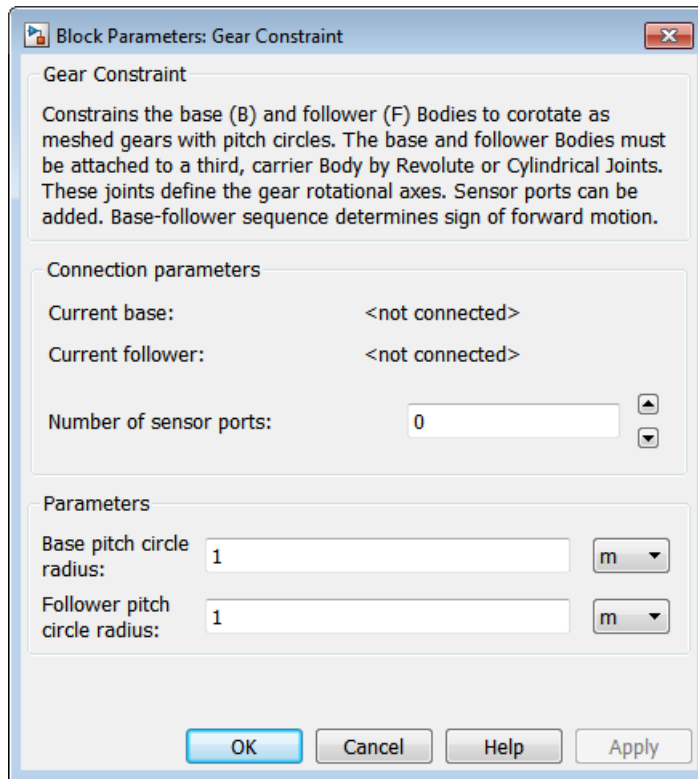 Block Parameters: Gear Constraint
Gear Constraint
Constrains the base (B) and follower (F) Bodies to corotate as
meshed gears with pitch circles. The base and follower Bodies must
be attached to a third, carrier Body by Revolute or Cylindrical Joints.
These joints define the gear rotational axes. Sensor ports can be
added. Base-follower sequence determines sign of forward motion.
Connection parameters
Current base: <not connected>
Current follower: <not connected>
Number of sensor ports: 0
Parameters
Base pitch circle
radius: 1 m
Follower pitch
circle radius: 1 m
OK Cancel Help Apply